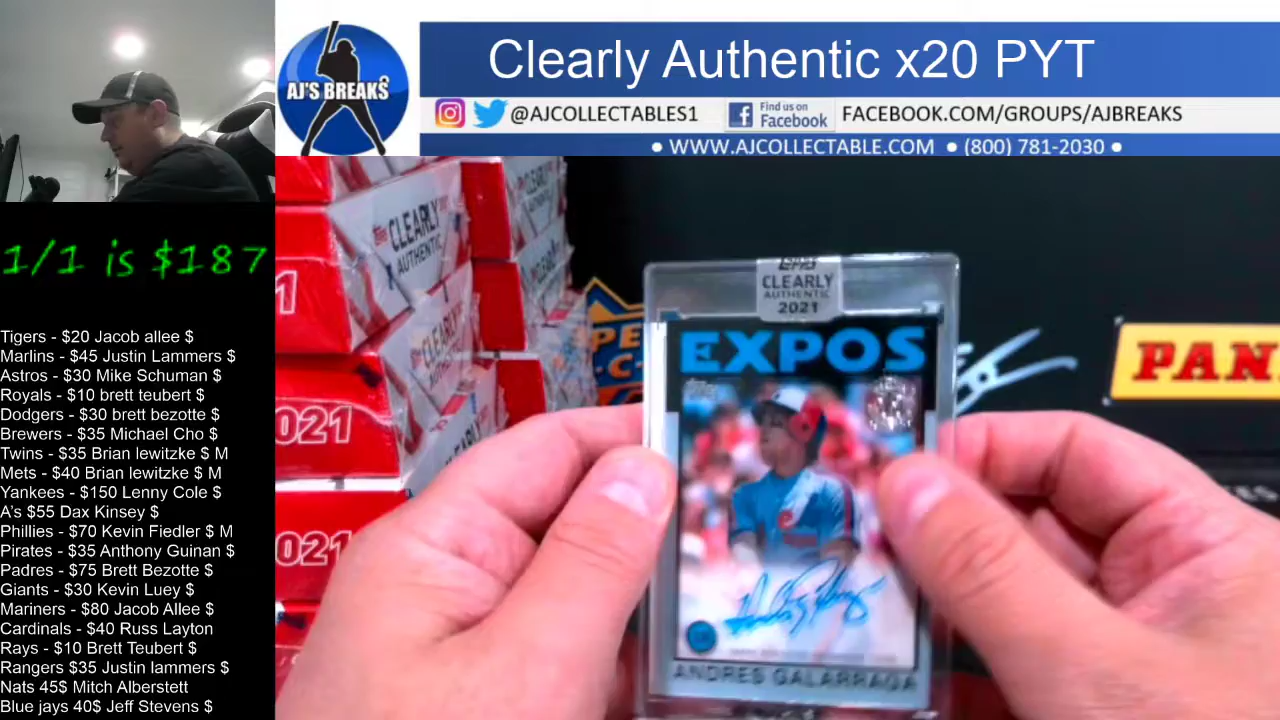 Clearly Authentic x20 PYT
AJ'S BREAKS
@AJCOLLECTABLES1
Find us on
Facebook
FACEBOOK.COM/GROUPS/AJBREAKS
• WWW.AJCOLLECTABLE.COM • (800) 781-2030 •
1/1 is $187
Tigers - $20 Jacob allee $
Marlins - $45 Justin Lammers $
Astros - $30 Mike Schuman $
Royals - $10 brett teubert $
Dodgers - $30 brett bezotte $
Brewers - $35 Michael Cho $
Twins - $35 Brian lewitzke $ M
Mets - $40 Brian lewitzke $ M
Yankees - $150 Lenny Cole $
A's $55 Dax Kinsey $
Phillies - $70 Kevin Fiedler $ M
Pirates - $35 Anthony Guinan $
Padres - $75 Brett Bezotte $
Giants - $30 Kevin Luey $
Mariners - $80 Jacob Allee $
Cardinals - $40 Russ Layton
Rays - $10 Brett Teubert $
Rangers $35 Justin lammers $
Nats 45$ Mitch Alberstett
Blue jays 40$ Jeff Stevens $
CLEARLY
AUTHENTIC
CLEARLY
AUTHENTIC
021
021
TOPPS
CLEARLY
AUTHENTIC
2021
EXPOS
Topps
ANDRES GALARRAGA
PAN